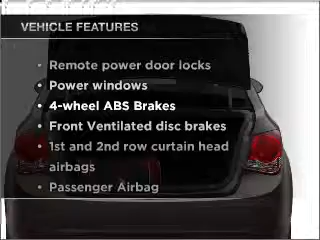 VEHICLE FEATURES
• Remote power door locks
• Power windows
• 4-wheel ABS Brakes
• Front Ventilated disc brakes
• 1st and 2nd row curtain head
airbags
• Passenger Airbag